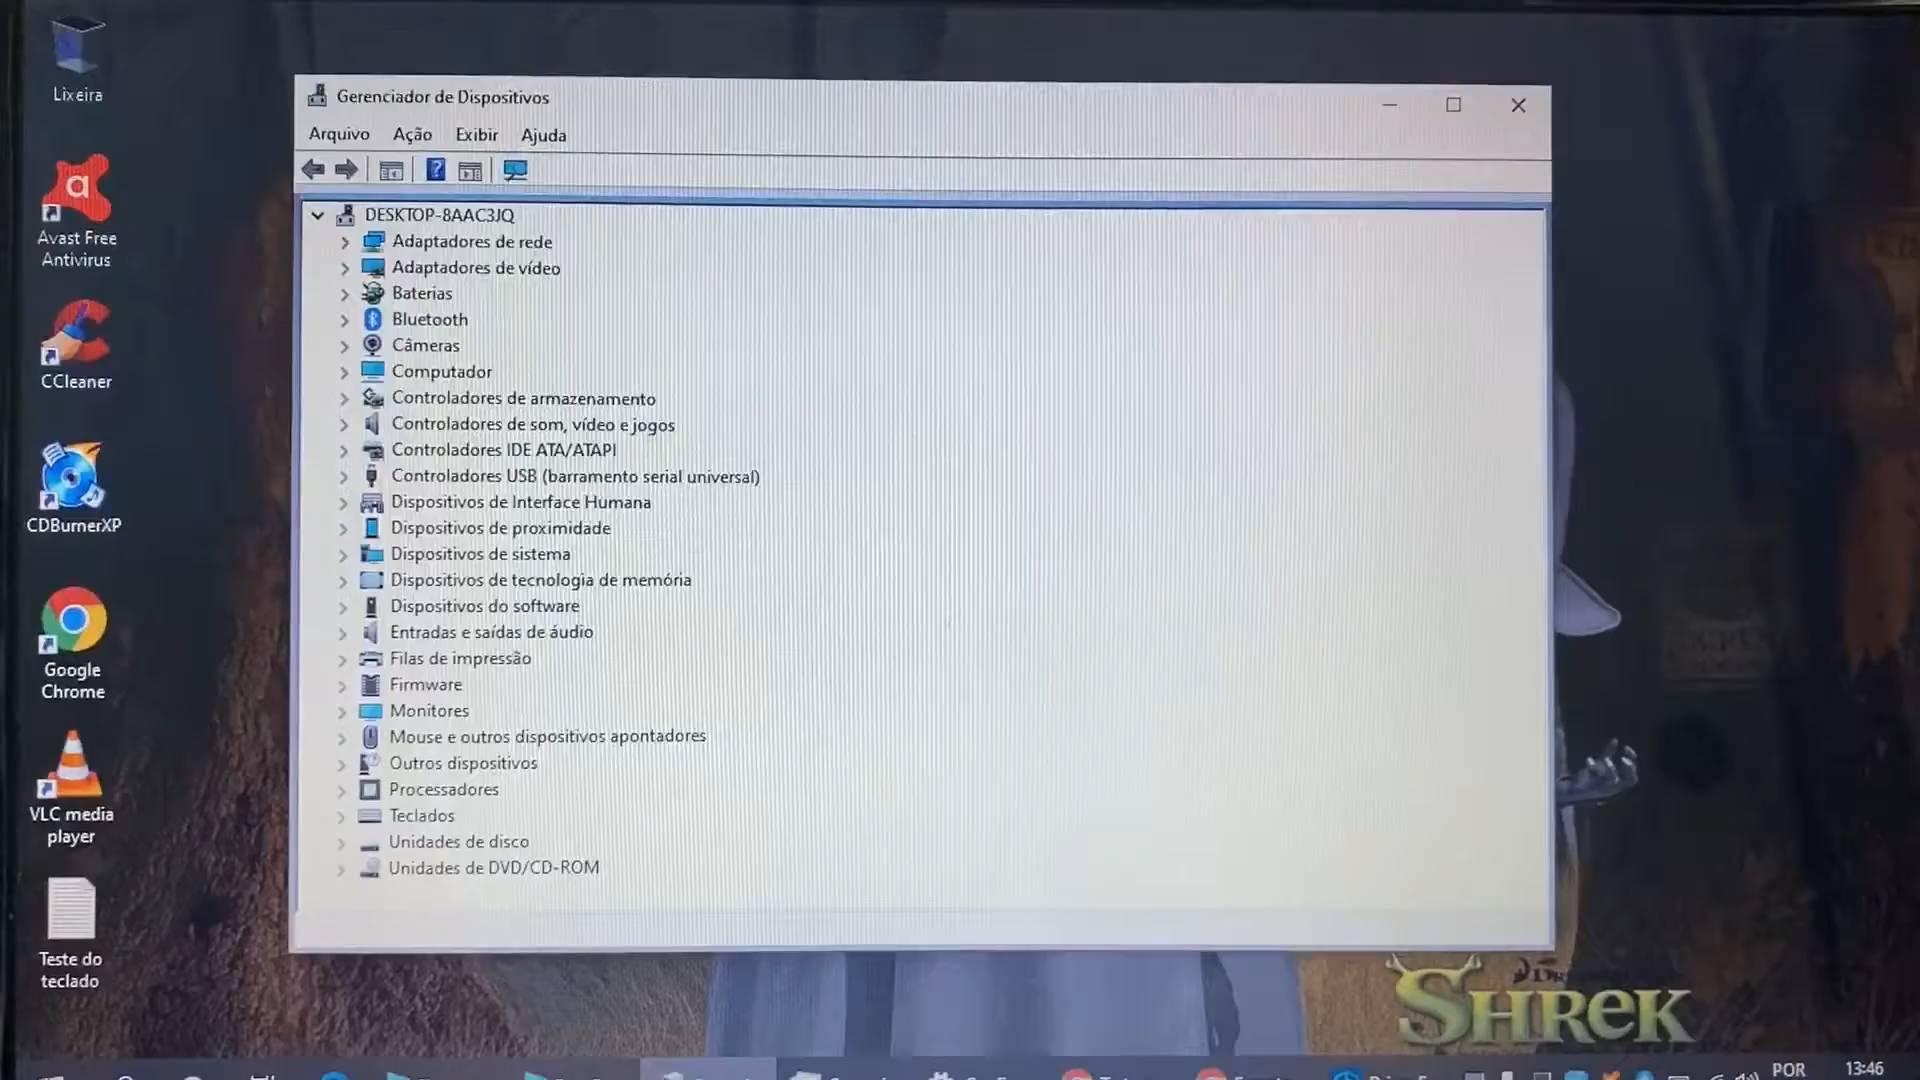 Lixeira
Avast Free
Antivirus
CCleaner
CDBurnerXP
Google
Chrome
VLC media
player
Teste do
teclado
Gerenciador de Dispositivos
Arquivo Ação Exibir Ajuda
DESKTOP-8AAC3JQ
Adaptadores de rede
Adaptadores de vídeo
Baterias
Bluetooth
Câmeras
Computador
Controladores de armazenamento
Controladores de som, vídeo e jogos
Controladores IDE ATA/ATAPI
Controladores USB (barramento serial universal)
Dispositivos de Interface Humana
Dispositivos de proximidade
Dispositivos de sistema
Dispositivos de tecnologia de memória
Dispositivos do software
Entradas e saídas de áudio
Filas de impressão
Firmware
Monitores
Mouse e outros dispositivos apontadores
Outros dispositivos
Processadores
Teclados
Unidades de disco
Unidades de DVD/CD-ROM
SHREK
POR
13:46